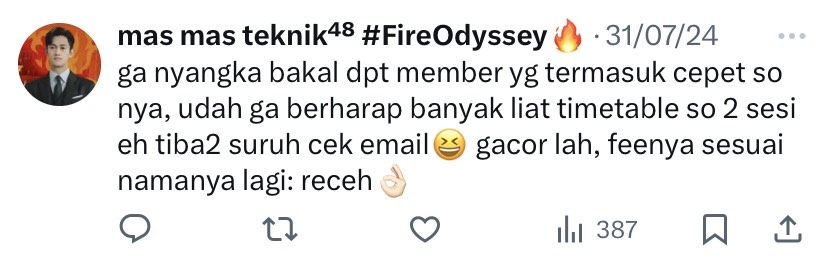 mas mas teknik⁴⁸ #FireOdyssey🔥 · 31/07/24
ga nyangka bakal dpt member yg termasuk cepet so
nya, udah ga berharap banyak liat timetable so 2 sesi
eh tiba2 suruh cek email😆 gacor lah, feenya sesuai
namanya lagi: receh👌🏻
387